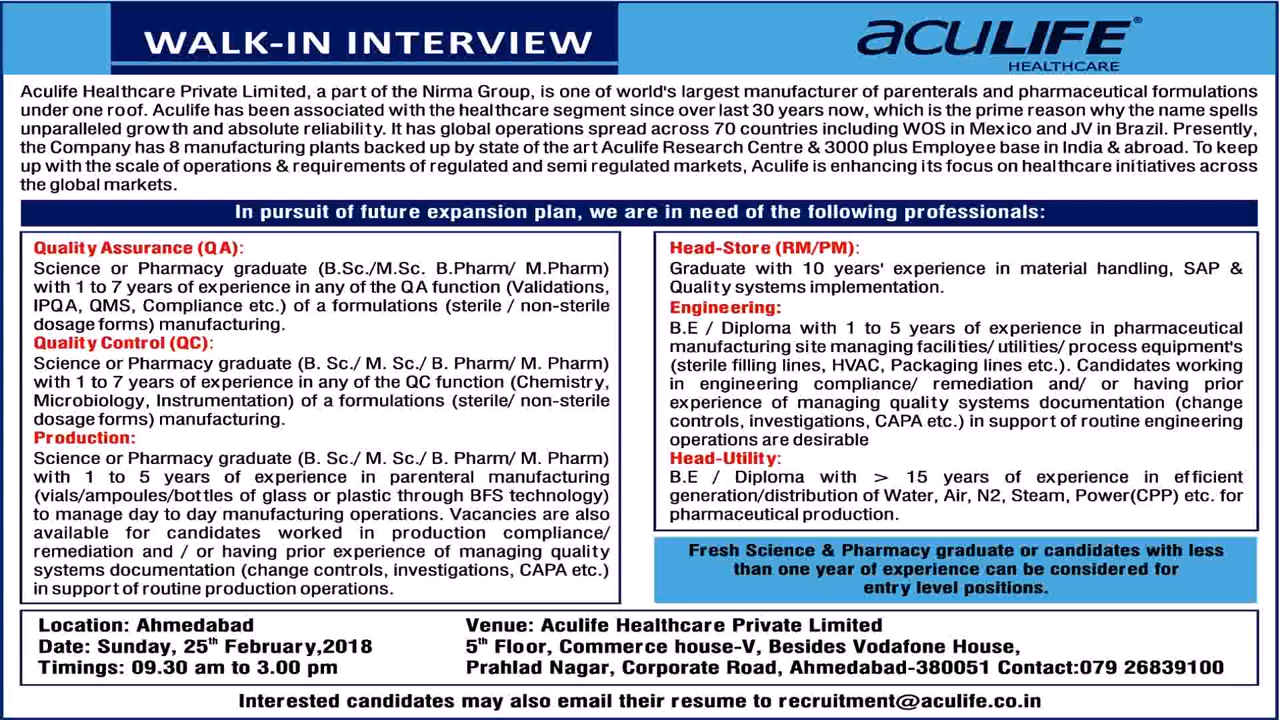 WALK-IN INTERVIEW
ACULIFE®
HEALTHCARE
Aculife Healthcare Private Limited, a part of the Nirma Group, is one of world's largest manufacturer of parenterals and pharmaceutical formulations
under one roof. Aculife has been associated with the healthcare segment since over last 30 years now, which is the prime reason why the name spells
unparalleled growth and absolute reliability. It has global operations spread across 70 countries including WOS in Mexico and JV in Brazil. Presently,
the Company has 8 manufacturing plants backed up by state of the art Aculife Research Centre & 3000 plus Employee base in India & abroad. To keep
up with the scale of operations & requirements of regulated and semi regulated markets, Aculife is enhancing its focus on healthcare initiatives across
the global markets.
In pursuit of future expansion plan, we are in need of the following professionals:
Quality Assurance (QA):
Science or Pharmacy graduate (B.Sc./M.Sc. B.Pharm/ M.Pharm)
with 1 to 7 years of experience in any of the QA function (Validations,
IPQA, QMS, Compliance etc.) of a formulations (sterile / non-sterile
dosage forms) manufacturing.
Quality Control (QC):
Science or Pharmacy graduate (B. Sc./ M. Sc./ B. Pharm/ M. Pharm)
with 1 to 7 years of experience in any of the QC function (Chemistry,
Microbiology, Instrumentation) of a formulations (sterile/ non-sterile
dosage forms) manufacturing.
Production:
Science or Pharmacy graduate (B. Sc./ M. Sc./ B. Pharm/ M. Pharm)
with 1 to 5 years of experience in parenteral manufacturing
(vials/ampoules/bottles of glass or plastic through BFS technology)
to manage day to day manufacturing operations. Vacancies are also
available for candidates worked in production compliance/
remediation and / or having prior experience of managing quality
systems documentation (change controls, investigations, CAPA etc.)
in support of routine production operations.
Head-Store (RM/PM):
Graduate with 10 years' experience in material handling, SAP &
Quality systems implementation.
Engineering:
B.E / Diploma with 1 to 5 years of experience in pharmaceutical
manufacturing site managing facilities/ utilities/ process equipment's
(sterile filling lines, HVAC, Packaging lines etc.). Candidates working
in engineering compliance/ remediation and/ or having prior
experience of managing quality systems documentation (change
controls, investigations, CAPA etc.) in support of routine engineering
operations are desirable
Head-Utility:
B.E / Diploma with > 15 years of experience in efficient
generation/distribution of Water, Air, N2, Steam, Power(CPP) etc. for
pharmaceutical production.
Fresh Science & Pharmacy graduate or candidates with less
than one year of experience can be considered for
entry level positions.
Location: Ahmedabad
Date: Sunday, 25th February,2018
Timings: 09.30 am to 3.00 pm
Venue: Aculife Healthcare Private Limited
5th Floor, Commerce house-V, Besides Vodafone House,
Prahlad Nagar, Corporate Road, Ahmedabad-380051 Contact:079 26839100
Interested candidates may also email their resume to recruitment@aculife.co.in